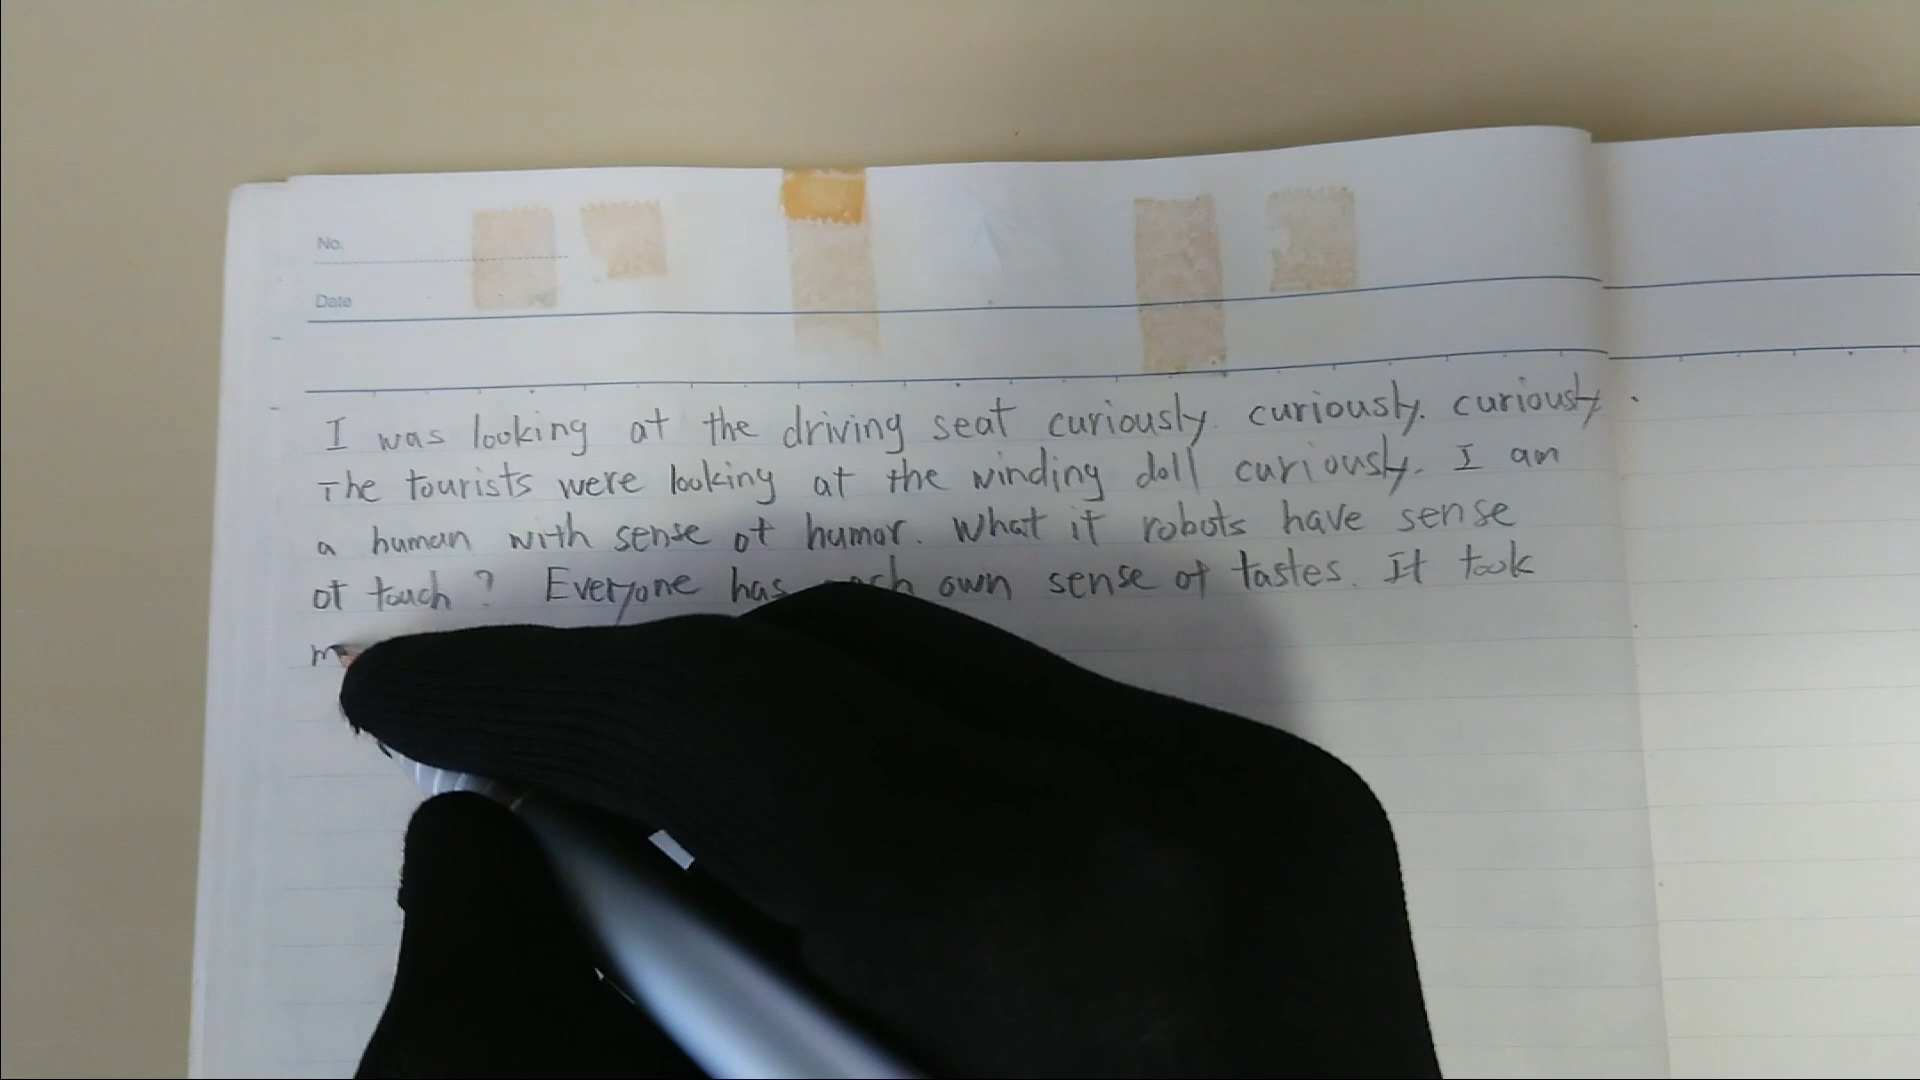 No.
Date
I was looking at the driving seat curiously. curiously. curiously.
The tourists were looking at the winding doll curiously. I am
a human with sense of humor. What if robots have sense
of touch? Everyone has own sense of tastes. It took